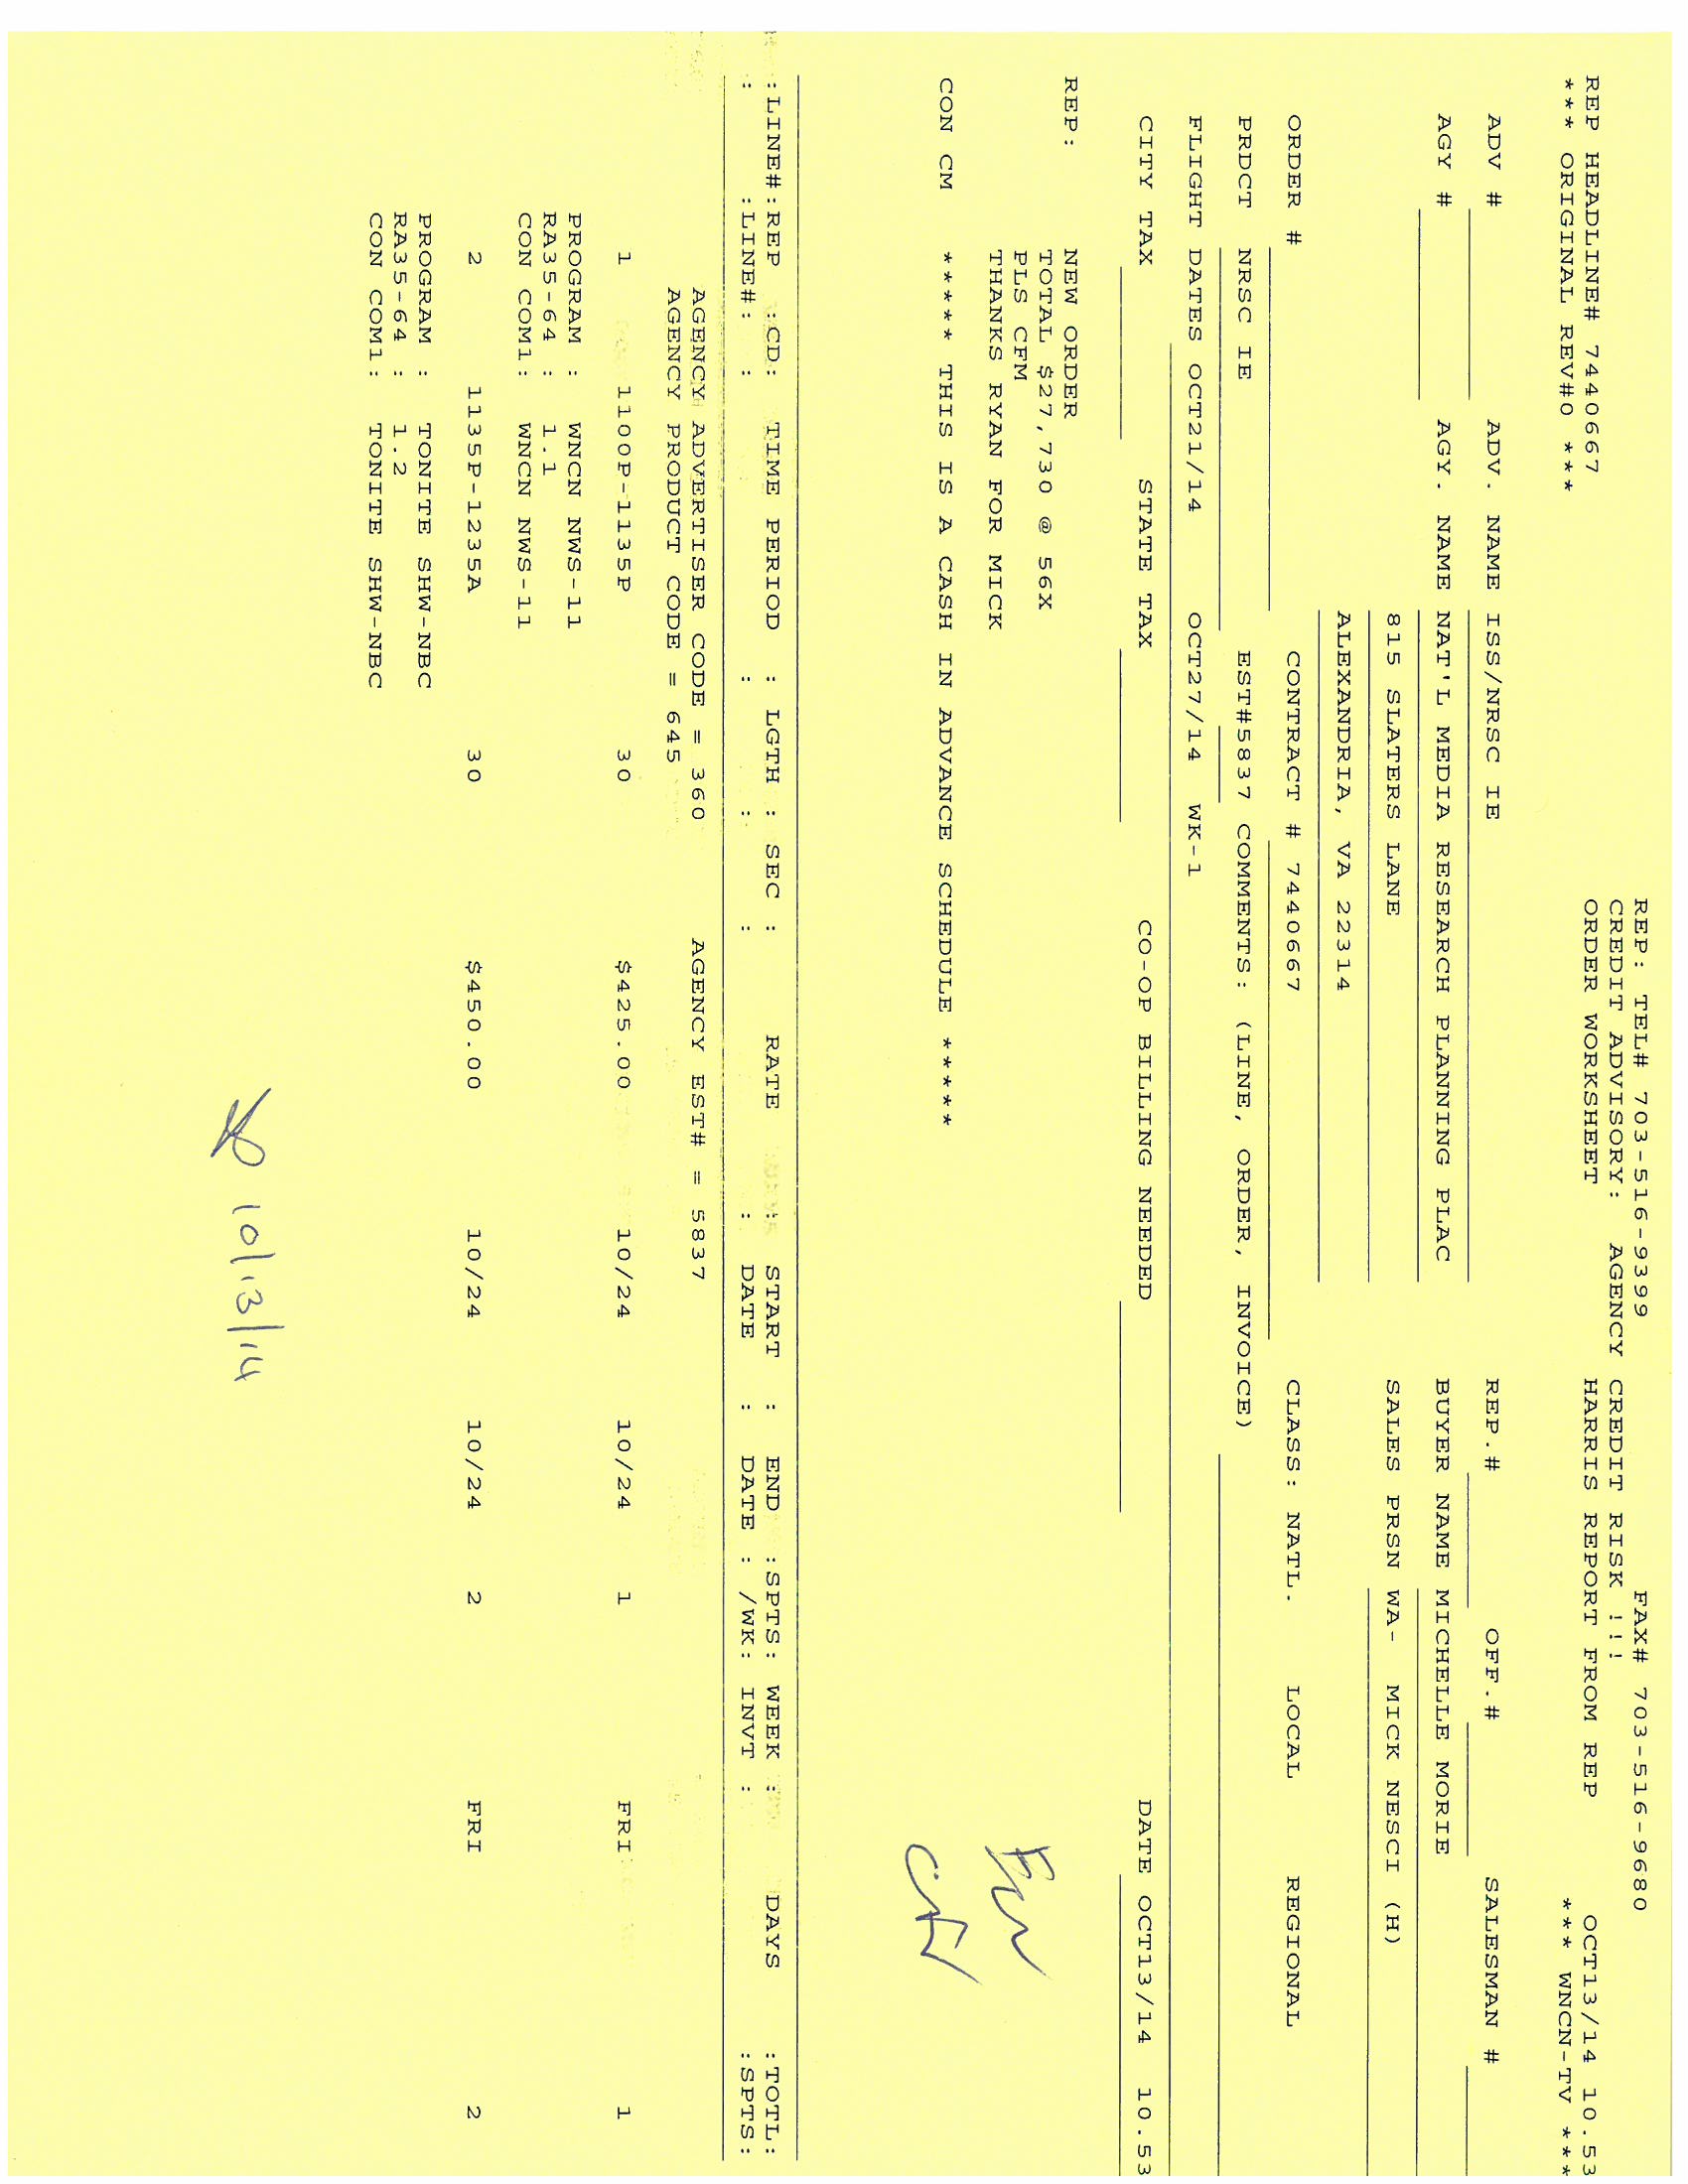 REP: TEL# 703-516-9399 FAX# 703-516-9680
CREDIT ADVISORY: AGENCY CREDIT RISK !!!
REP HEADLINE# 7440667 ORDER WORKSHEET HARRIS REPORT FROM REP OCT13/14 10.53
*** ORIGINAL REV#0 *** *** WNCN-TV ***
ADV # ADV. NAME ISS/NRSC IE REP.# OFF.# SALESMAN #
AGY # AGY. NAME NAT'L MEDIA RESEARCH PLANNING PLAC BUYER NAME MICHELLE MORIE
815 SLATERS LANE SALES PRSN WA- MICK NESCI (H)
ALEXANDRIA, VA 22314
ORDER # CONTRACT # 7440667 CLASS: NATL. LOCAL REGIONAL
PRDCT NRSC IE EST#5837 COMMENTS: (LINE, ORDER, INVOICE)
FLIGHT DATES OCT21/14 OCT27/14 WK-1
CITY TAX STATE TAX CO-OP BILLING NEEDED DATE OCT13/14 10.53
REP: NEW ORDER
TOTAL $27,730 @ 56X
PLS CFM
THANKS RYAN FOR MICK
CON CM ***** THIS IS A CASH IN ADVANCE SCHEDULE *****
:LINE#:REP :CD: TIME PERIOD : LGTH : SEC : RATE : START : END :SPTS: WEEK : DAYS :TOTL:
: :LINE#: : : : : : DATE : DATE : /WK: INVT : :SPTS:
AGENCY ADVERTISER CODE = 360 AGENCY EST# = 5837
AGENCY PRODUCT CODE = 645
1 1100P-1135P 30 $425.00 10/24 10/24 1 FRI 1
PROGRAM : WNCN NWS-11
RA35-64 : 1.1
CON COM1: WNCN NWS-11
2 1135P-1235A 30 $450.00 10/24 10/24 2 FRI 2
PROGRAM : TONITE SHW-NBC
RA35-64 : 1.2
CON COM1: TONITE SHW-NBC
10/13/14